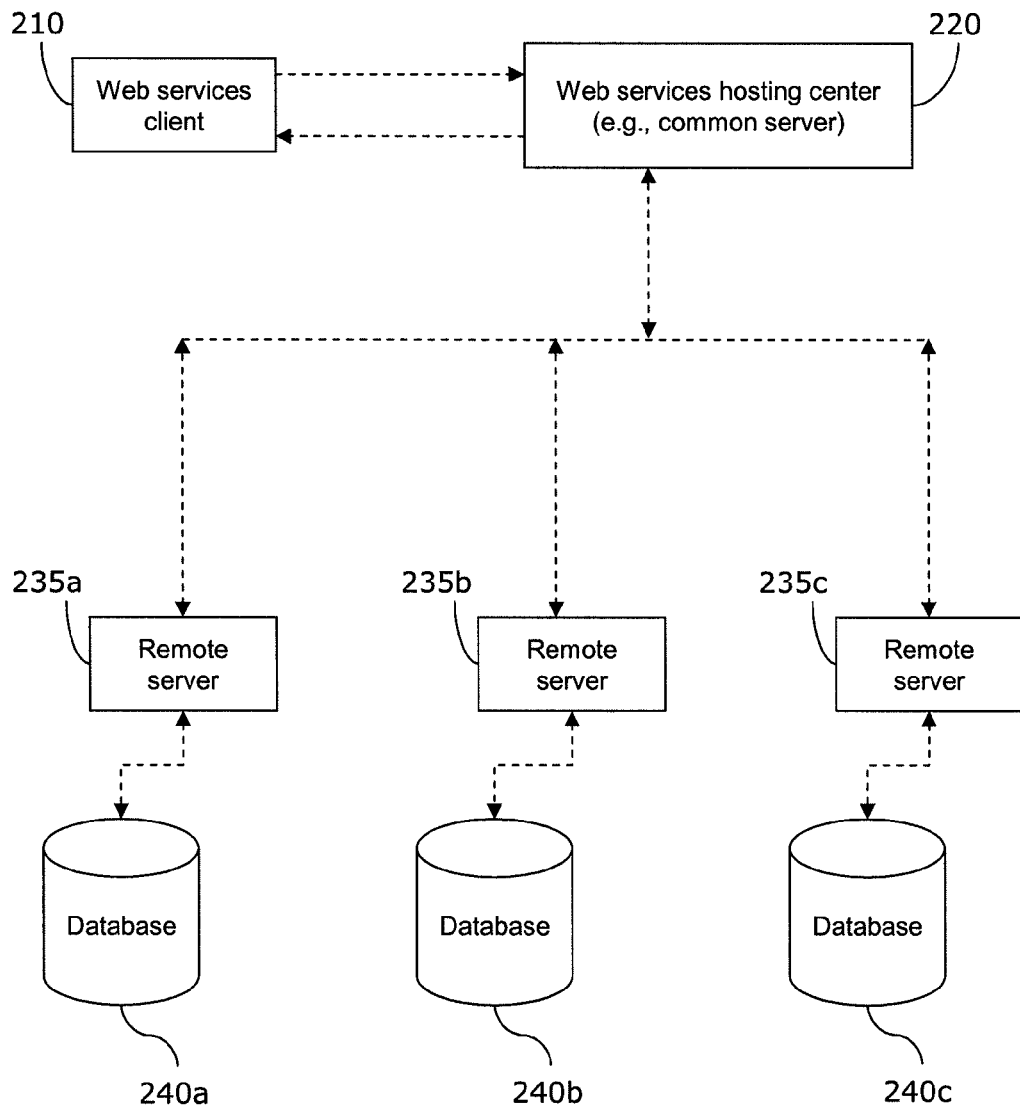 210
220
Web services
client
Web services hosting center
(e.g., common server)
235a
235b
235c
Remote
server
Remote
server
Remote
server
Database
Database
Database
240a
240b
240c